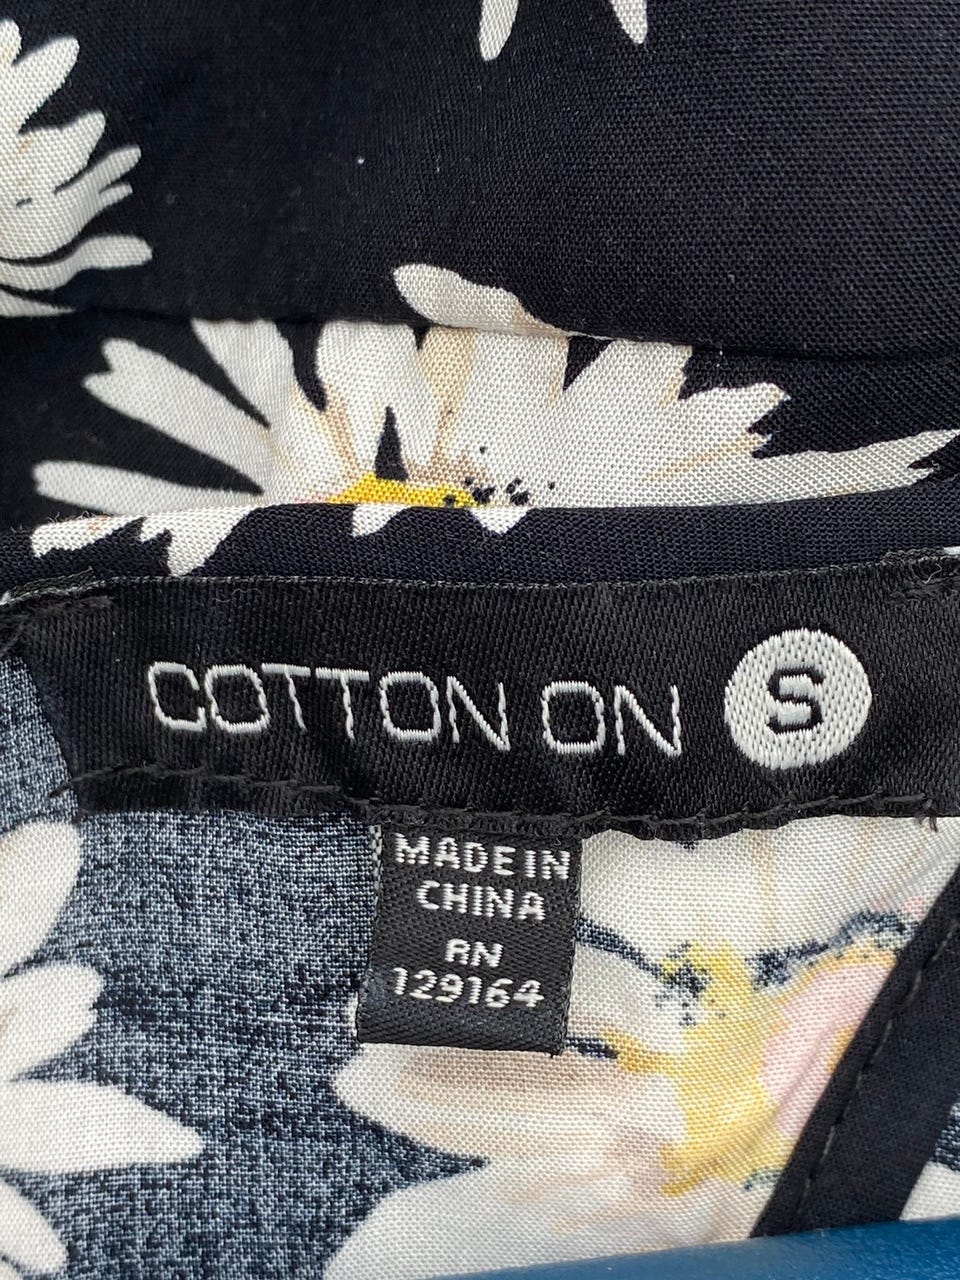 COTTON ON S
MADE IN
CHINA
RN
129164